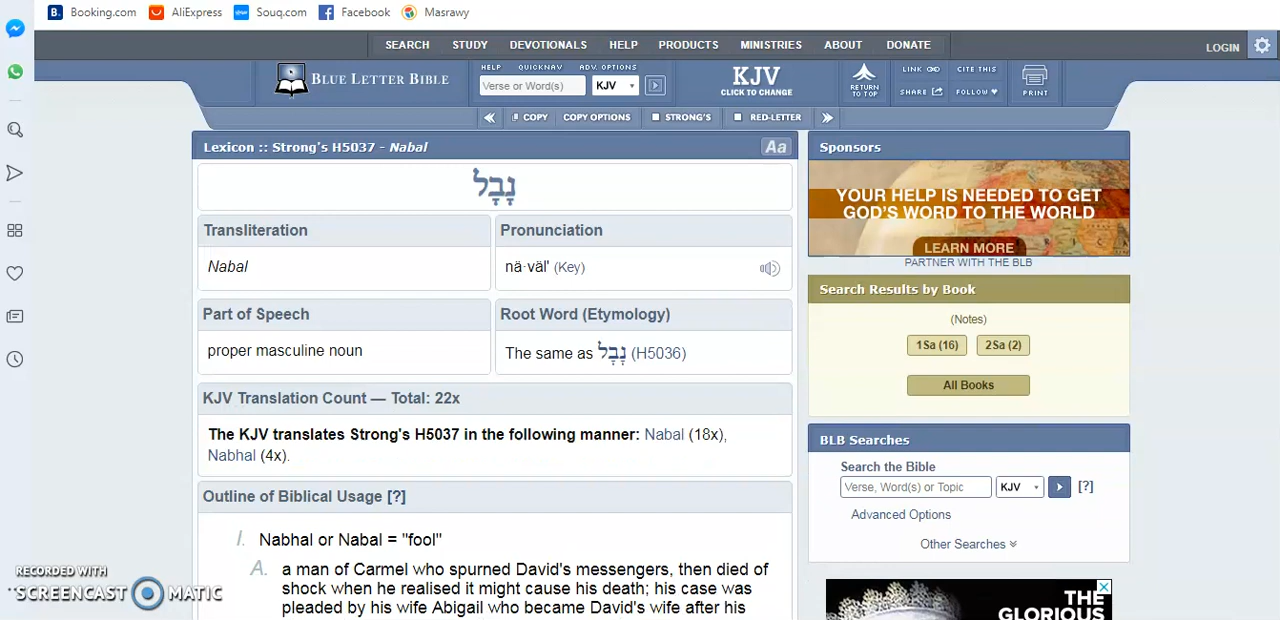 Booking.com AliExpress Souq.com Facebook Masrawy
SEARCH STUDY DEVOTIONALS HELP PRODUCTS MINISTRIES ABOUT DONATE LOGIN
BLUE LETTER BIBLE
HELP QUICKNAV ADV. OPTIONS
Verse or Word(s) KJV
KJV
CLICK TO CHANGE
RETURN
TO TOP
LINK CITE THIS
SHARE FOLLOW
PRINT
COPY COPY OPTIONS STRONG'S RED-LETTER
Lexicon :: Strong's H5037 - Nabal Aa
נָבָל
Transliteration
Nabal
Pronunciation
nä·väl' (Key)
Part of Speech
proper masculine noun
Root Word (Etymology)
The same as נָבָל (H5036)
KJV Translation Count — Total: 22x
The KJV translates Strong's H5037 in the following manner: Nabal (18x),
Nabhal (4x).
Outline of Biblical Usage [?]
I. Nabhal or Nabal = "fool"
A. a man of Carmel who spurned David's messengers, then died of
shock when he realised it might cause his death; his case was
pleaded by his wife Abigail who became David's wife after his
Sponsors
YOUR HELP IS NEEDED TO GET
GOD'S WORD TO THE WORLD
LEARN MORE
PARTNER WITH THE BLB
Search Results by Book
(Notes)
1Sa (16) 2Sa (2)
All Books
BLB Searches
Search the Bible
Verse, Word(s) or Topic KJV [?]
Advanced Options
Other Searches
THE
GLORIOUS
RECORDED WITH
SCREENCAST MATIC